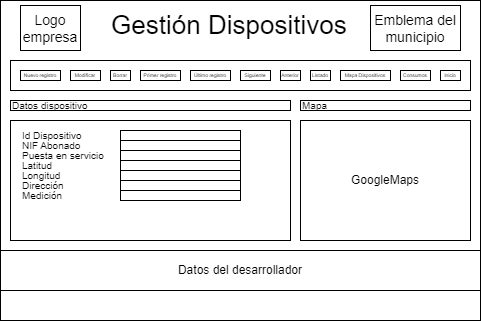 Logo
empresa
Gestión Dispositivos
Emblema del
municipio
Nuevo registro
Modificar
Borrar
Primer registro
Último registro
Siguiente
Anterior
Listado
Mapa Dispositivos
Consumos
Inicio
Datos dispositivo
Mapa
Id Dispositivo
NIF Abonado
Puesta en servicio
Latitud
Longitud
Dirección
Medición
GoogleMaps
Datos del desarrollador